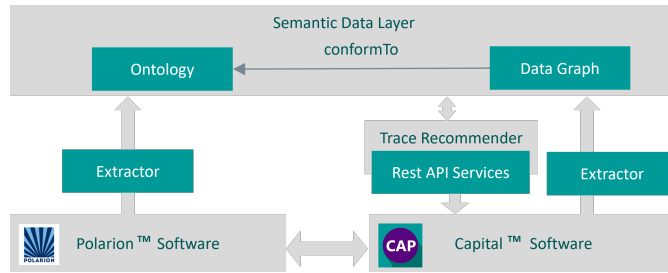 Semantic Data Layer
conformTo
Ontology
Data Graph
Trace Recommender
Extractor
Rest API Services
Extractor
POLARION
Polarion ™ Software
CAP
Capital ™ Software